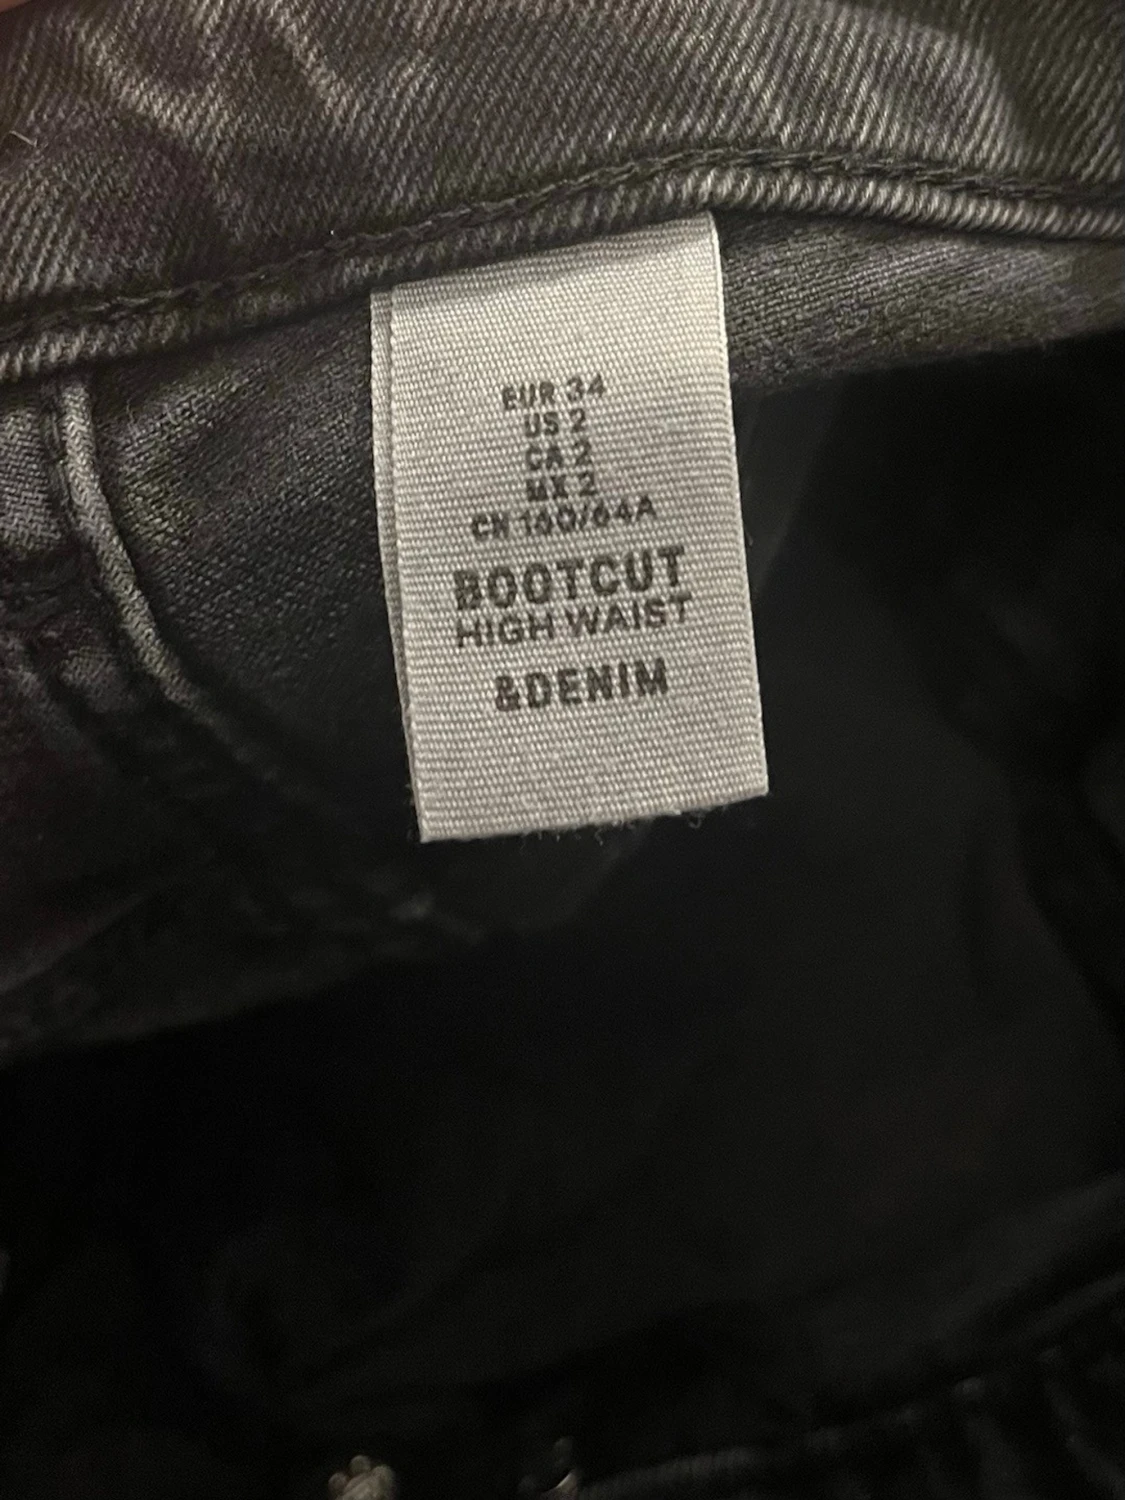 EUR 34
US 2
CA 2
MX 2
CN 160/64A
BOOTCUT
HIGH WAIST
&DENIM